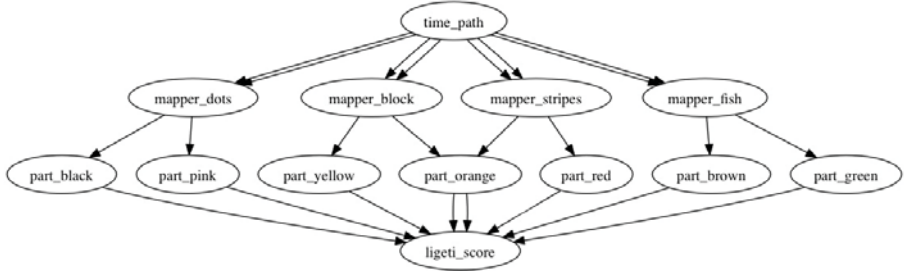 time_path
mapper_dots mapper_block mapper_stripes mapper_fish
part_black part_pink part_yellow part_orange part_red part_brown part_green
ligeti_score